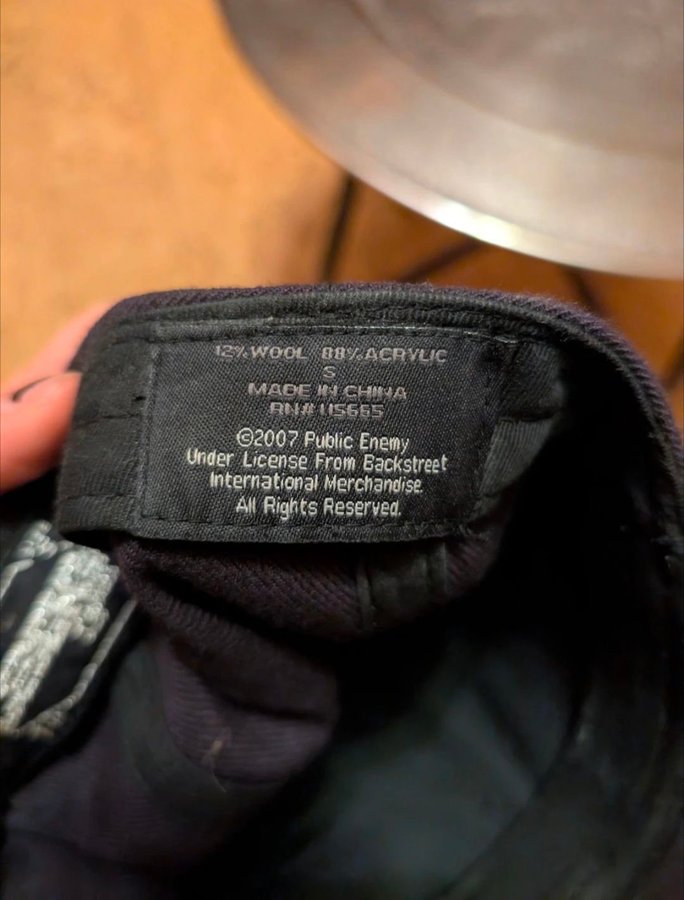 12% WOOL 88% ACRYLIC
S
MADE IN CHINA
RN# 115665
©2007 Public Enemy
Under License From Backstreet
International Merchandise
All Rights Reserved.